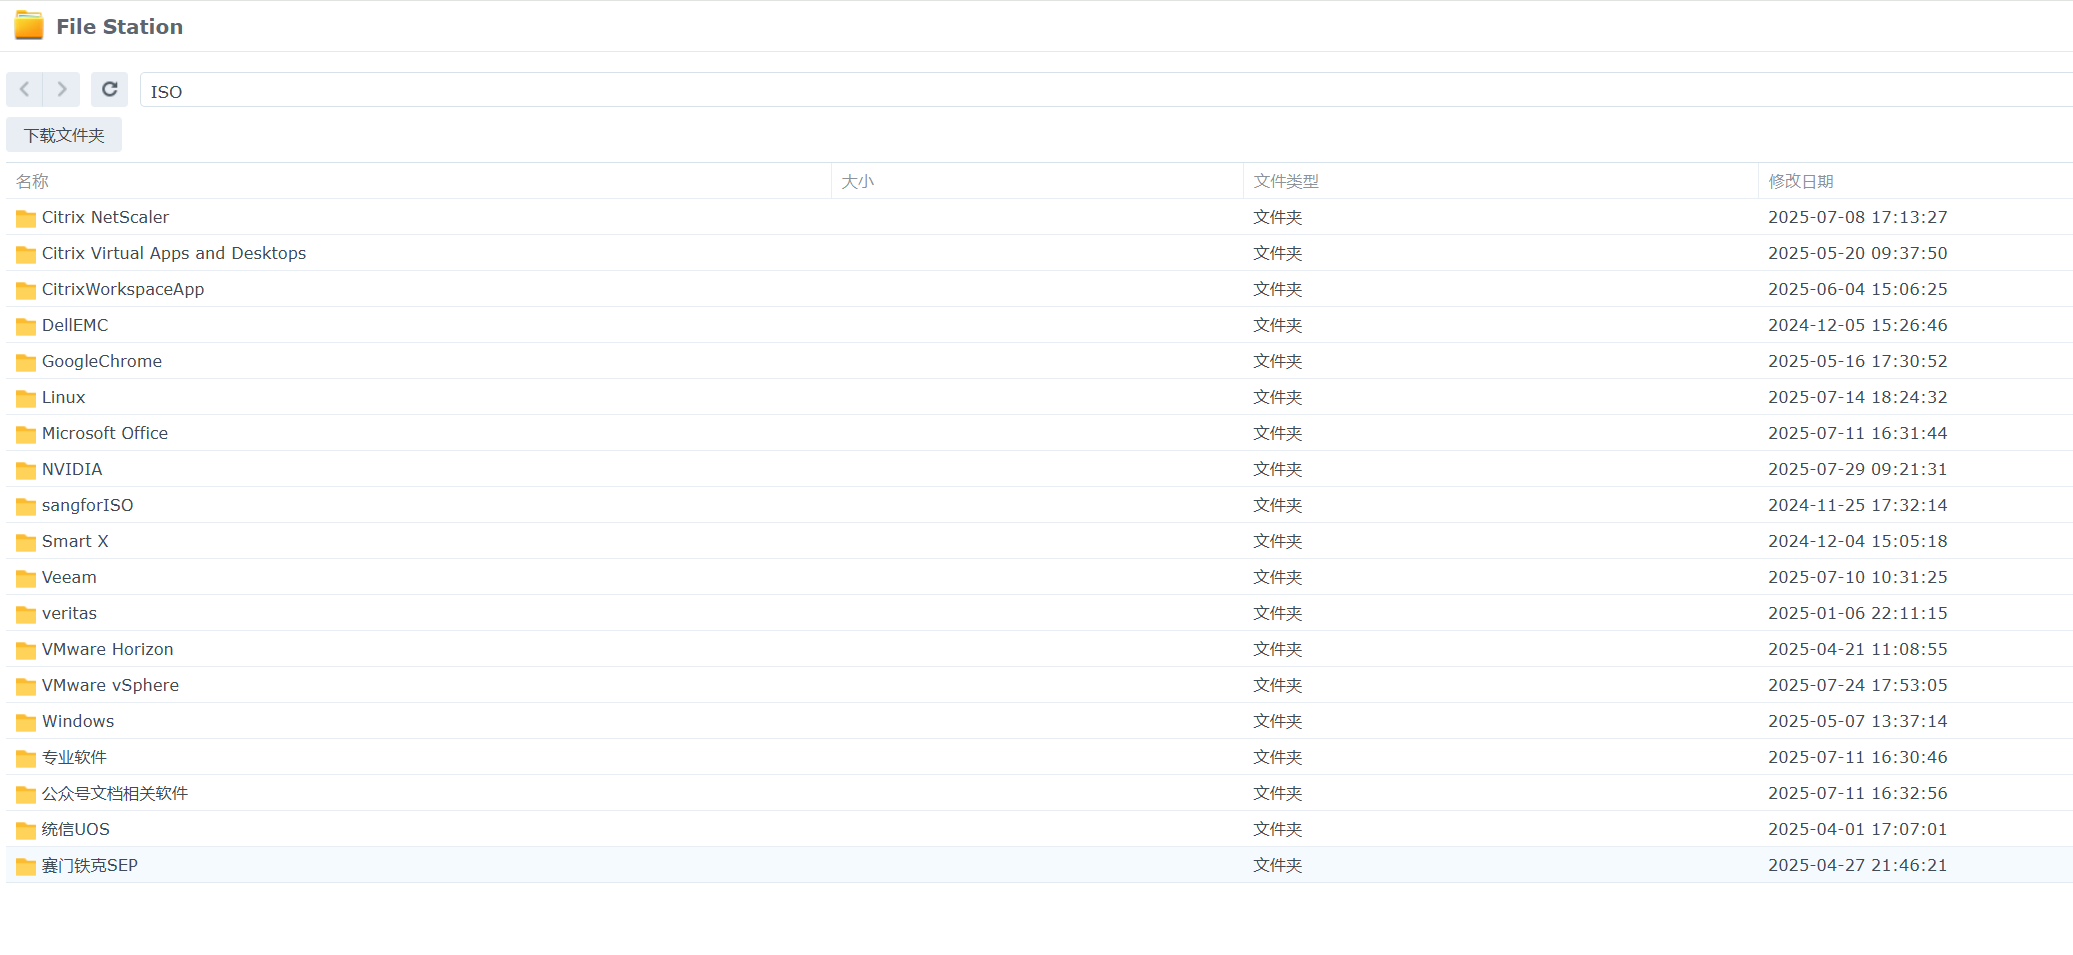 File Station
ISO
下载文件夹
名称 大小 文件类型 修改日期
Citrix NetScaler 文件夹 2025-07-08 17:13:27
Citrix Virtual Apps and Desktops 文件夹 2025-05-20 09:37:50
CitrixWorkspaceApp 文件夹 2025-06-04 15:06:25
DellEMC 文件夹 2024-12-05 15:26:46
GoogleChrome 文件夹 2025-05-16 17:30:52
Linux 文件夹 2025-07-14 18:24:32
Microsoft Office 文件夹 2025-07-11 16:31:44
NVIDIA 文件夹 2025-07-29 09:21:31
sangforISO 文件夹 2024-11-25 17:32:14
Smart X 文件夹 2024-12-04 15:05:18
Veeam 文件夹 2025-07-10 10:31:25
veritas 文件夹 2025-01-06 22:11:15
VMware Horizon 文件夹 2025-04-21 11:08:55
VMware vSphere 文件夹 2025-07-24 17:53:05
Windows 文件夹 2025-05-07 13:37:14
专业软件 文件夹 2025-07-11 16:30:46
公众号文档相关软件 文件夹 2025-07-11 16:32:56
统信UOS 文件夹 2025-04-01 17:07:01
赛门铁克SEP 文件夹 2025-04-27 21:46:21